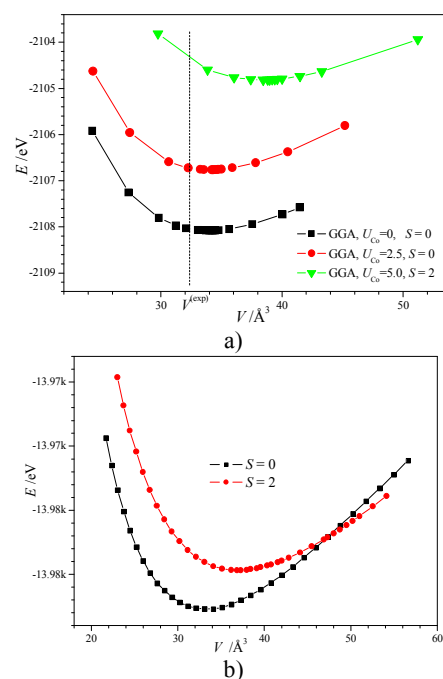 -2104
-2105
-2106
-2107
-2108
-2109
E /eV
GGA, U_Co=0, S=0
GGA, U_Co=2.5, S=0
GGA, U_Co=5.0, S=2
30 40 50
V^(exp)
V /Å³
a)
-13.97k
-13.97k
-13.98k
-13.98k
E /eV
S = 0
S = 2
20 30 40 50 60
V /Å³
b)